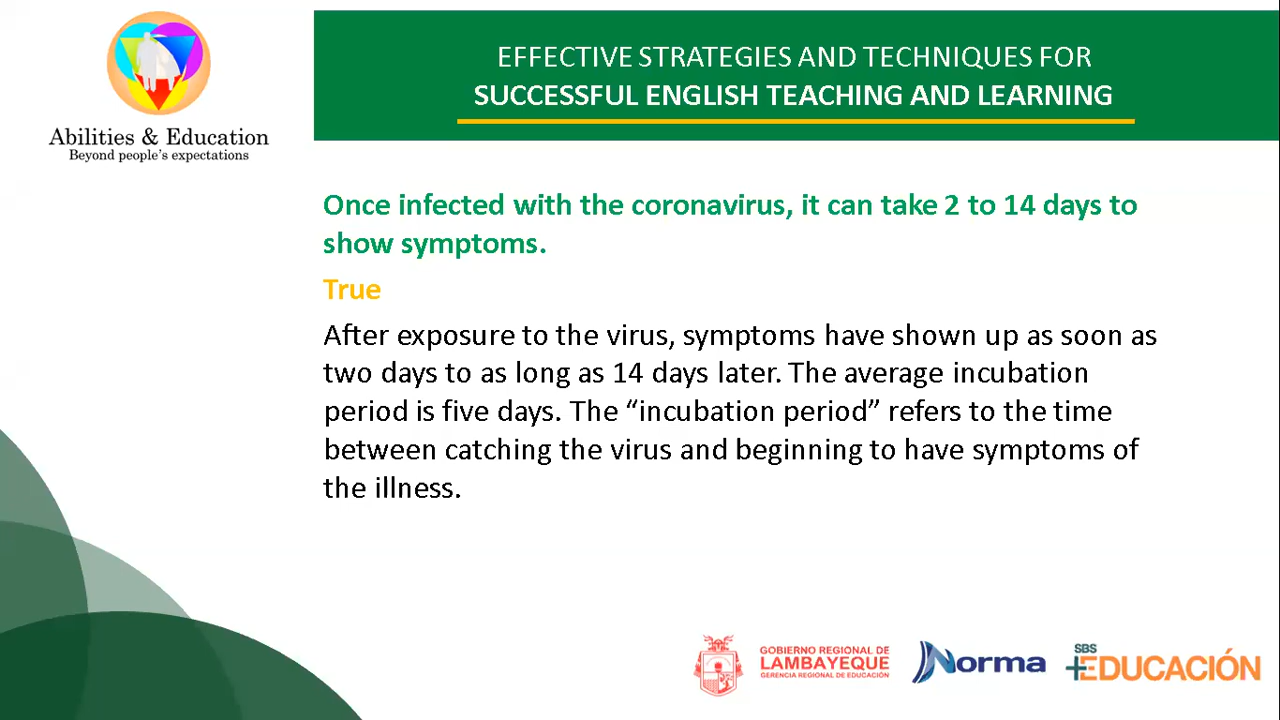 EFFECTIVE STRATEGIES AND TECHNIQUES FOR
SUCCESSFUL ENGLISH TEACHING AND LEARNING
Abilities & Education
Beyond people's expectations
Once infected with the coronavirus, it can take 2 to 14 days to
show symptoms.
True
After exposure to the virus, symptoms have shown up as soon as
two days to as long as 14 days later. The average incubation
period is five days. The “incubation period” refers to the time
between catching the virus and beginning to have symptoms of
the illness.
GOBIERNO REGIONAL DE
LAMBAYEQUE
GERENCIA REGIONAL DE EDUCACIÓN
Norma
SBS
+EDUCACIÓN